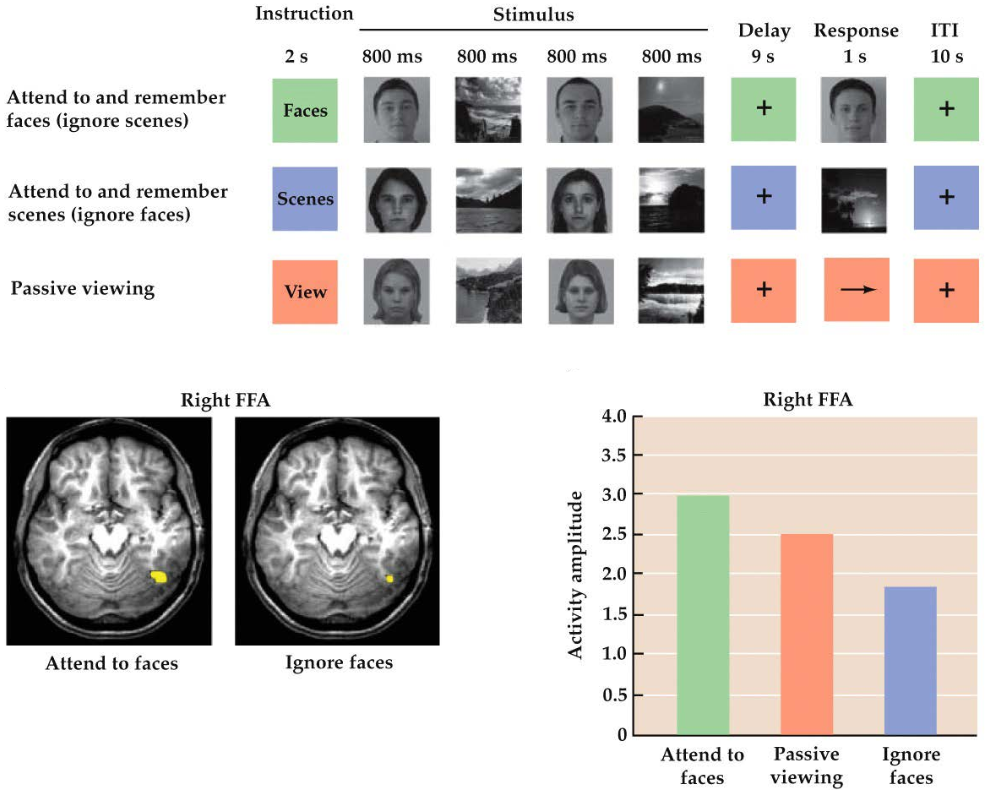 Instruction
Stimulus
Delay
Response
ITI
2 s
800 ms
800 ms
800 ms
800 ms
9 s
1 s
10 s
Attend to and remember
faces (ignore scenes)
Faces
+
+
Attend to and remember
scenes (ignore faces)
Scenes
+
+
Passive viewing
View
+
+
Right FFA
Attend to faces
Ignore faces
Right FFA
4.0
3.5
3.0
2.5
2.0
1.5
1.0
0.5
0
Activity amplitude
Attend to
faces
Passive
viewing
Ignore
faces